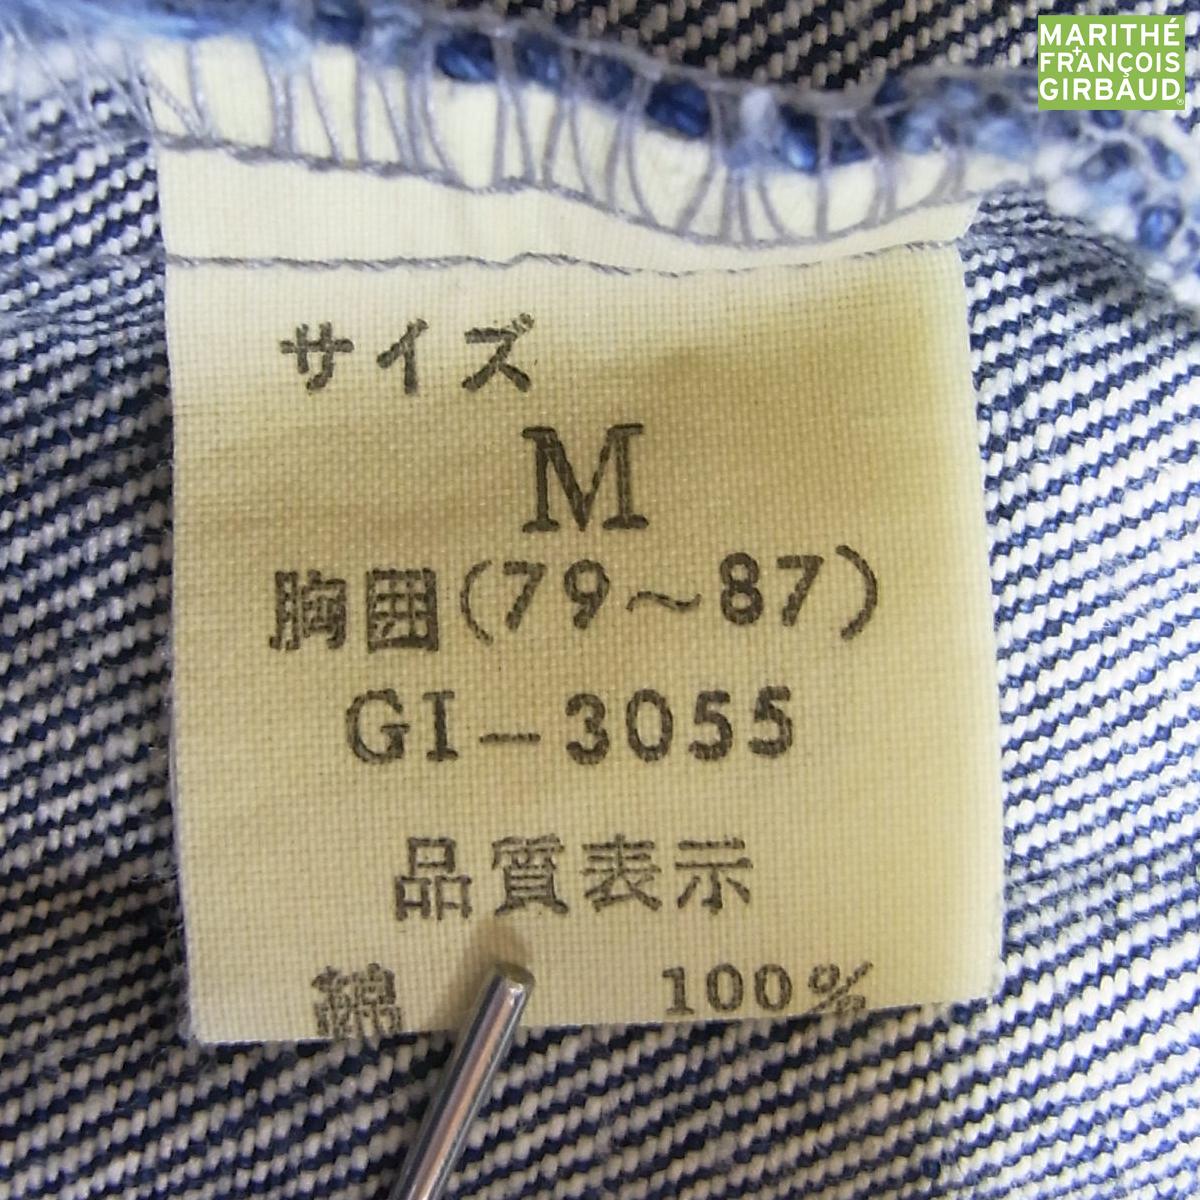 MARITHÉ
+
FRANÇOIS
GIRBAUD®
サイズ
M
胸囲(79〜87)
GI-3055
品質表示
綿 100%